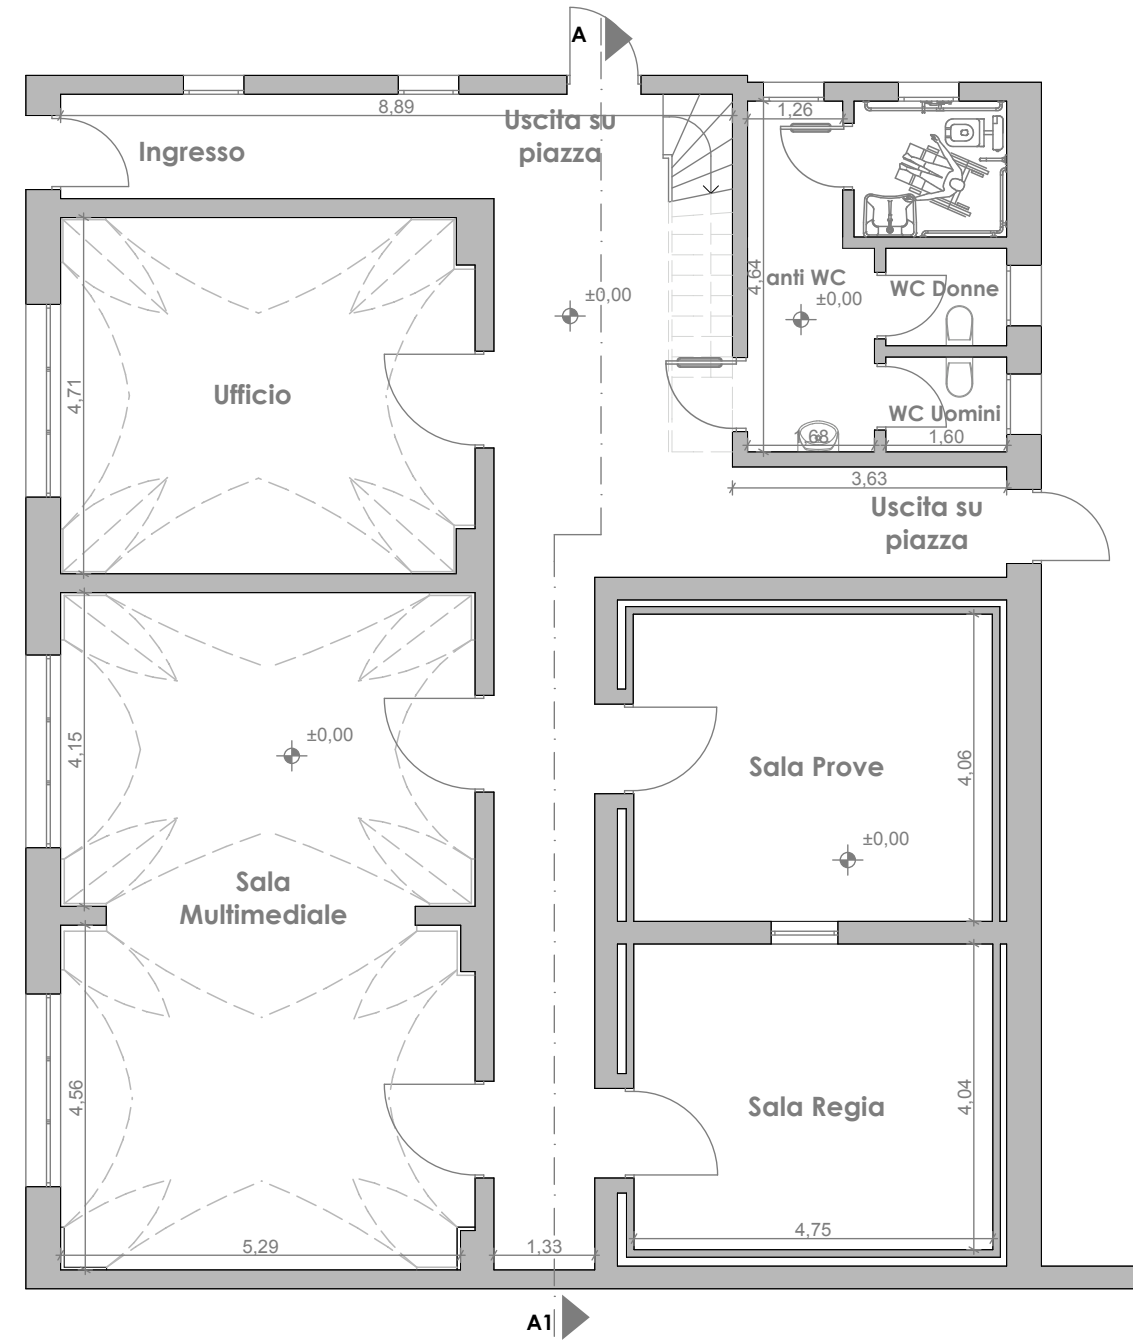 A
8,89
Uscita su
piazza
1,26
Ingresso
4,64
anti WC
±0,00
±0,00
WC Donne
4,71
Ufficio
WC Uomini
1,68
1,60
3,63
Uscita su
piazza
4,15
±0,00
Sala Prove
4,06
±0,00
Sala
Multimediale
4,56
Sala Regia
4,04
5,29
1,33
4,75
A1